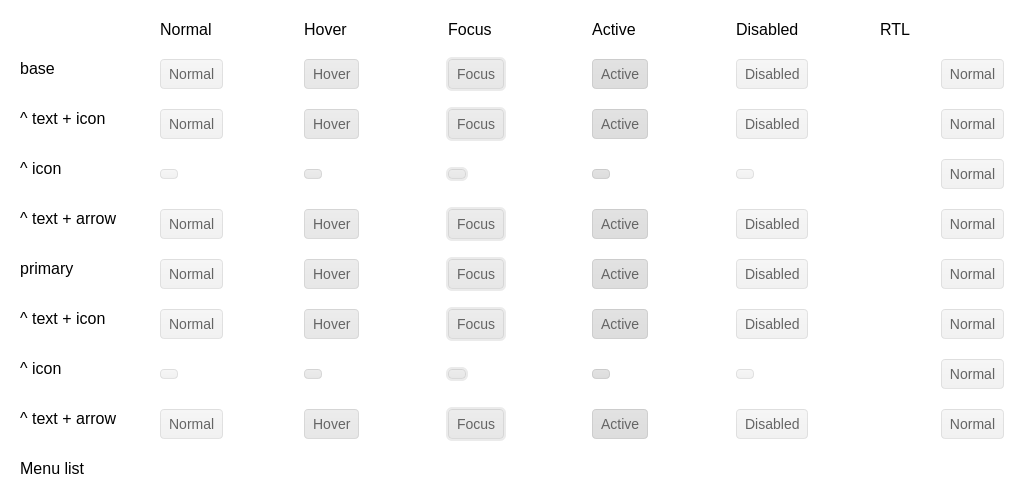 Normal Hover Focus Active Disabled RTL
base Normal Hover Focus Active Disabled Normal
^ text + icon Normal Hover Focus Active Disabled Normal
^ icon Normal
^ text + arrow Normal Hover Focus Active Disabled Normal
primary Normal Hover Focus Active Disabled Normal
^ text + icon Normal Hover Focus Active Disabled Normal
^ icon Normal
^ text + arrow Normal Hover Focus Active Disabled Normal
Menu list